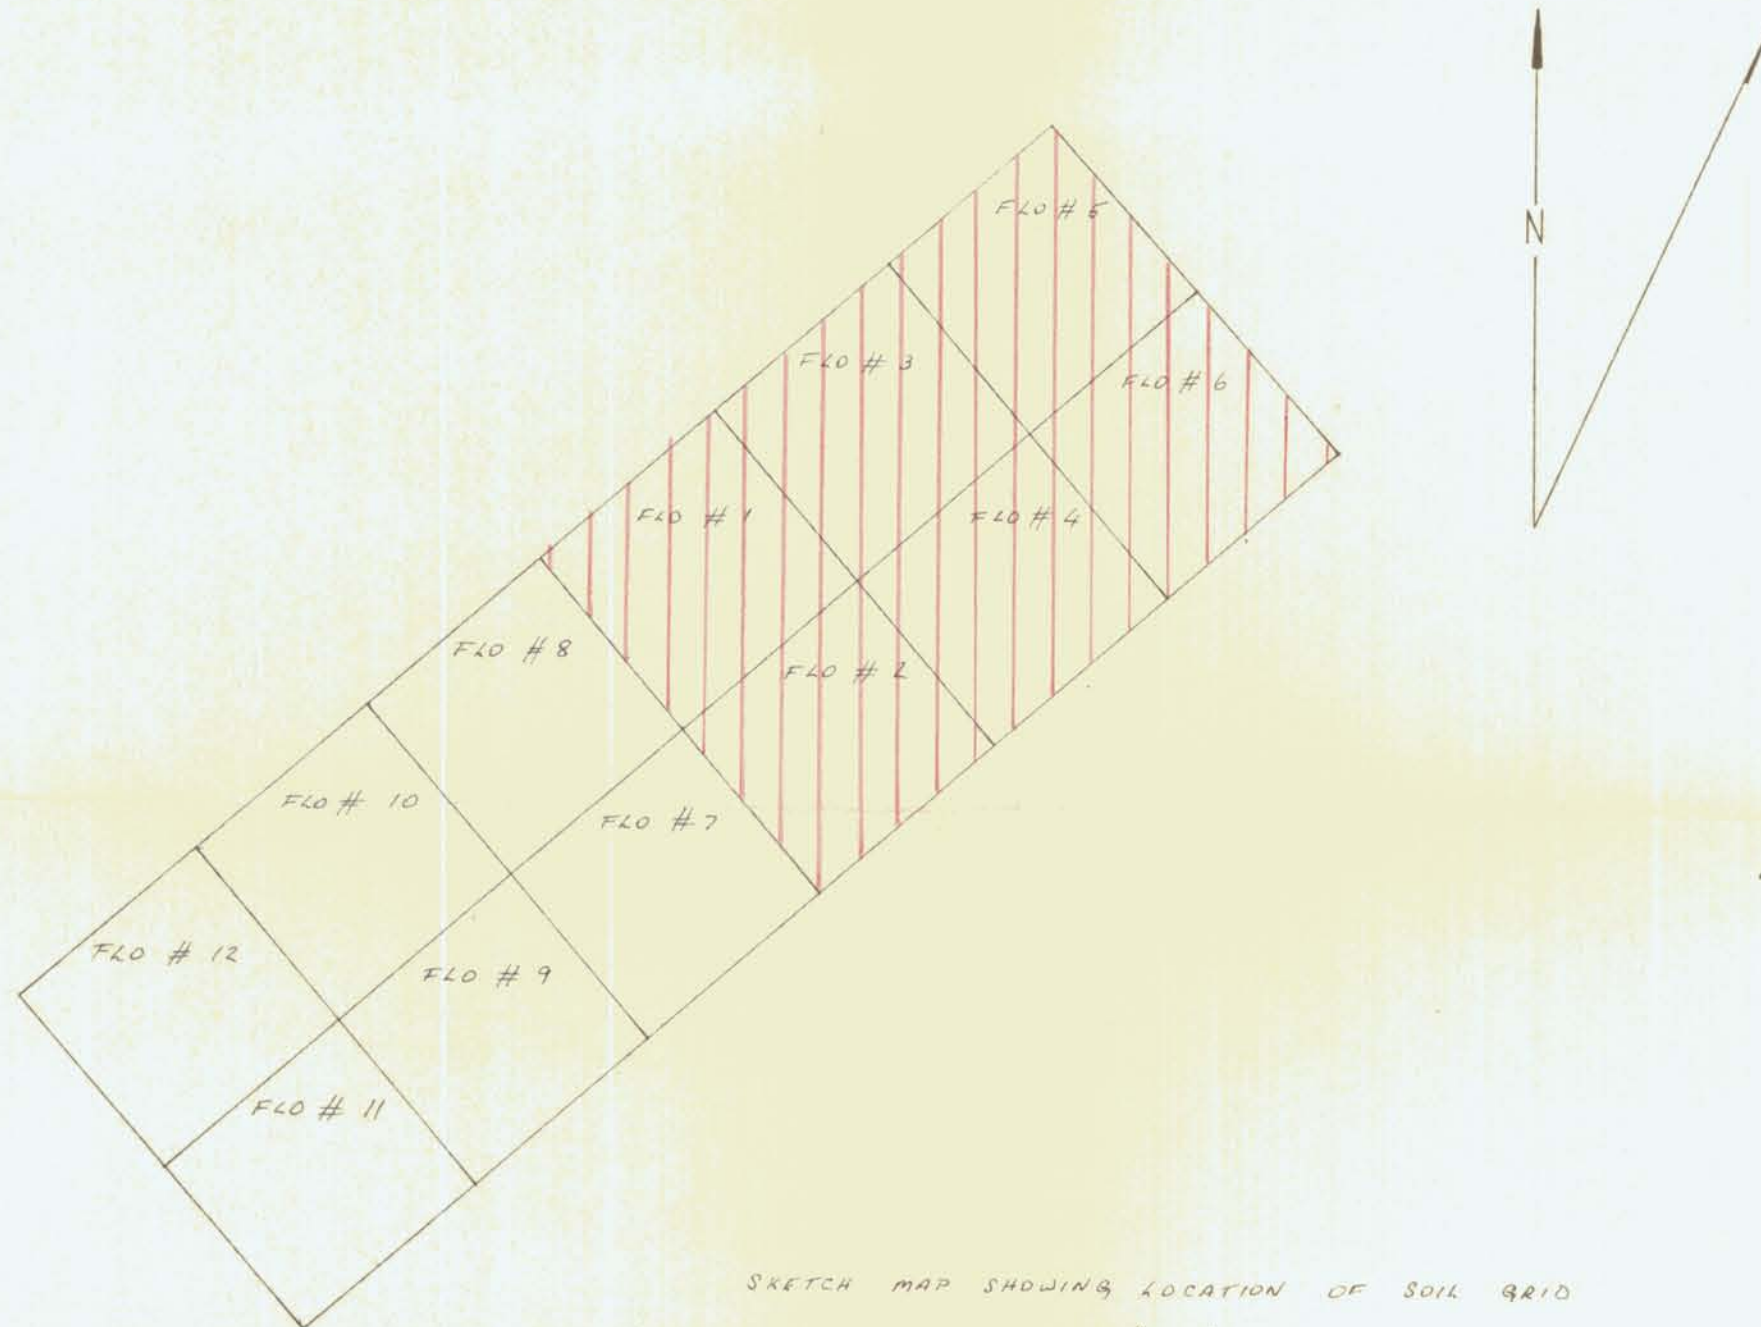 FLO # 5
N
FLO # 3
FLO # 6
FLO # 1
FLO # 4
FLO # 8
FLO # 2
FLO # 10
FLO # 7
FLO # 12
FLO # 9
FLO # 11
SKETCH MAP SHOWING LOCATION OF SOIL GRID